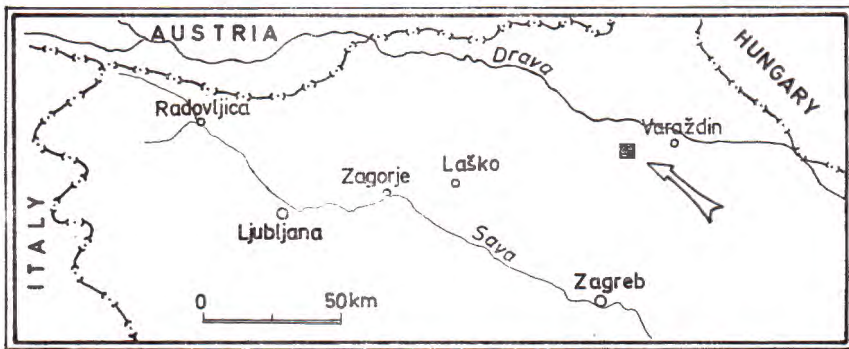 AUSTRIA
HUNGARY
Drava
Radovljica
Varaždin
Laško
Zagorje
ITALY
Ljubljana
Sava
Zagreb
0 50km